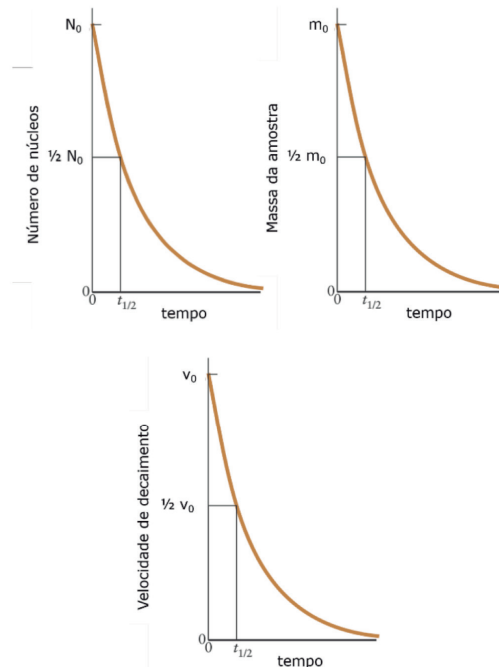 N₀
Número de núcleos
½ N₀
0
0
t₁/₂
tempo
m₀
Massa da amostra
½ m₀
0
0
t₁/₂
tempo
v₀
Velocidade de decaimento
½ v₀
0
0
t₁/₂
tempo